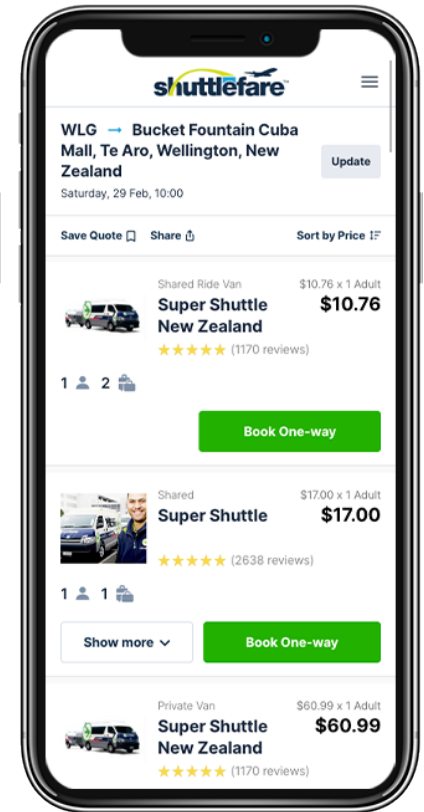 shuttlefare™
WLG → Bucket Fountain Cuba
Mall, Te Aro, Wellington, New
Zealand
Update
Saturday, 29 Feb, 10:00
Save Quote Share Sort by Price
Shared Ride Van $10.76 x 1 Adult
Super Shuttle $10.76
New Zealand
(1170 reviews)
1 2
Book One-way
Shared $17.00 x 1 Adult
Super Shuttle $17.00
(2638 reviews)
1 1
Show more Book One-way
Private Van $60.99 x 1 Adult
Super Shuttle $60.99
New Zealand
(1170 reviews)